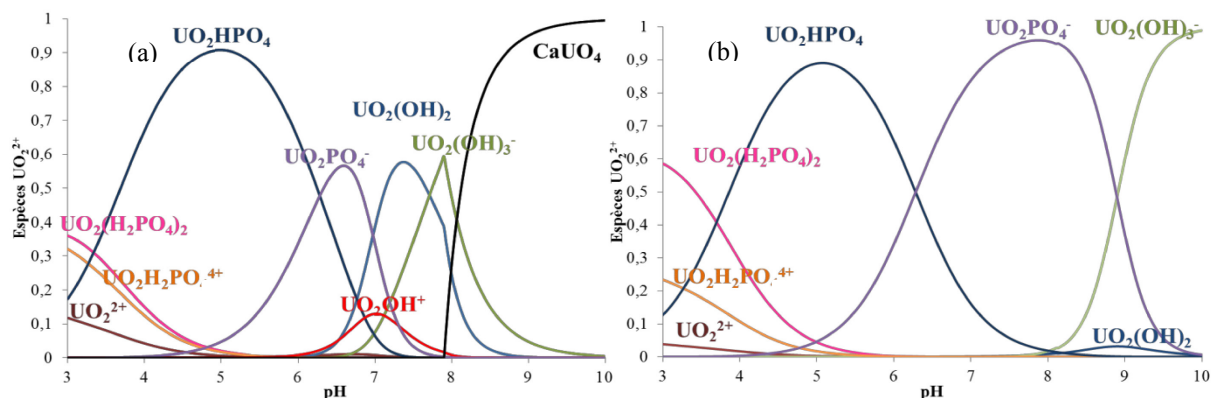 (a)
Espèces UO₂²⁺
1
0,9
0,8
0,7
0,6
0,5
0,4
0,3
0,2
0,1
0
UO₂HPO₄
CaUO₄
UO₂(OH)₂
UO₂PO₄⁻
UO₂(OH)₃⁻
UO₂(H₂PO₄)₂
UO₂H₂PO₄⁴⁺
UO₂²⁺
UO₂OH⁺
3 4 5 6 7 8 9 10
pH
(b)
Espèces UO₂²⁺
1
0,9
0,8
0,7
0,6
0,5
0,4
0,3
0,2
0,1
0
UO₂HPO₄
UO₂PO₄⁻
UO₂(OH)₃⁻
UO₂(H₂PO₄)₂
UO₂H₂PO₄⁴⁺
UO₂²⁺
UO₂(OH)₂
3 4 5 6 7 8 9 10
pH